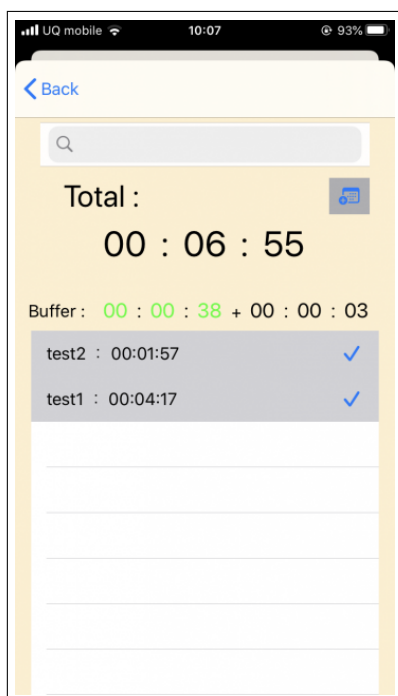 UQ mobile 10:07 93%
Back
Total :
00 : 06 : 55
Buffer : 00 : 00 : 38 + 00 : 00 : 03
test2 : 00:01:57
test1 : 00:04:17